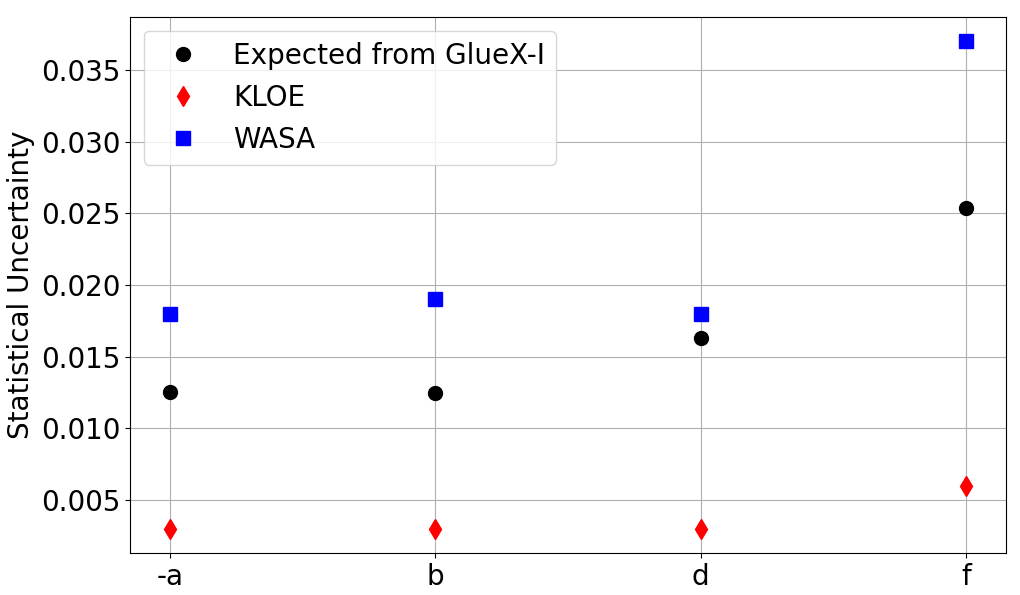 Expected from GlueX-I
KLOE
WASA
Statistical Uncertainty
0.035
0.030
0.025
0.020
0.015
0.010
0.005
-a b d f